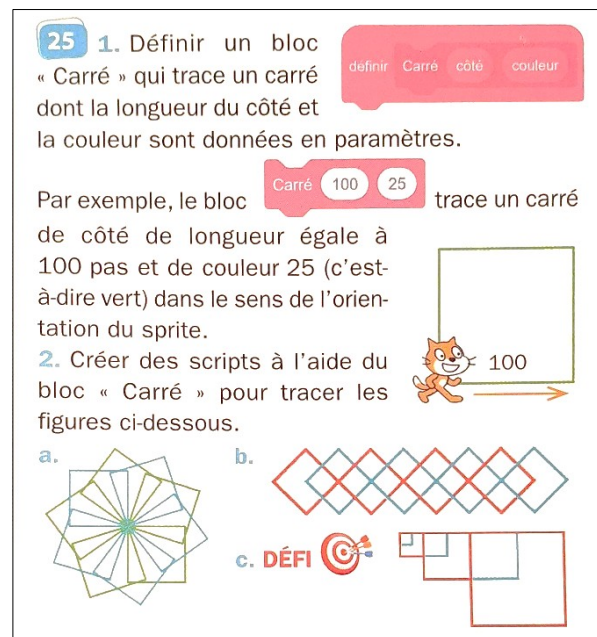 25 1. Définir un bloc
« Carré » qui trace un carré
dont la longueur du côté et
la couleur sont données en paramètres.
définir Carré côté couleur
Par exemple, le bloc Carré 100 25 trace un carré
de côté de longueur égale à
100 pas et de couleur 25 (c'est-
à-dire vert) dans le sens de l'orien-
tation du sprite.
100
2. Créer des scripts à l'aide du
bloc « Carré » pour tracer les
figures ci-dessous.
a.
b.
c. DÉFI